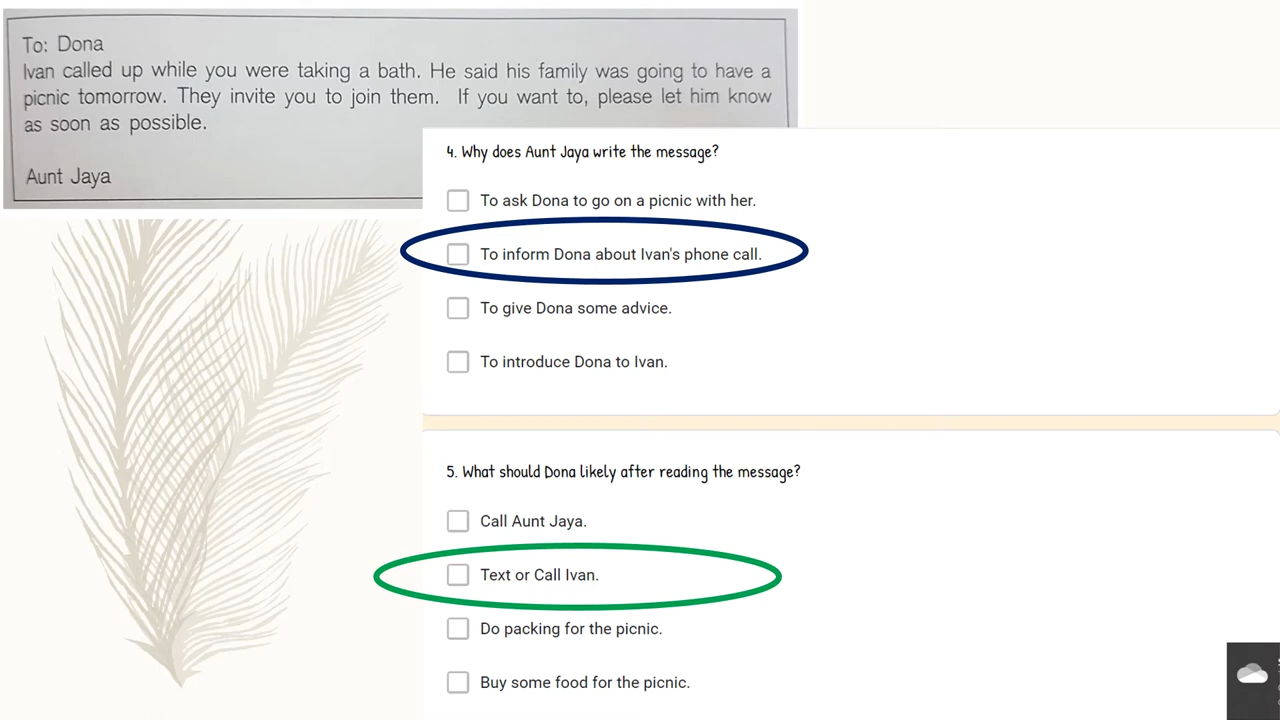 To: Dona
Ivan called up while you were taking a bath. He said his family was going to have a
picnic tomorrow. They invite you to join them. If you want to, please let him know
as soon as possible.
Aunt Jaya
4. Why does Aunt Jaya write the message?
To ask Dona to go on a picnic with her.
To inform Dona about Ivan's phone call.
To give Dona some advice.
To introduce Dona to Ivan.
5. What should Dona likely after reading the message?
Call Aunt Jaya.
Text or Call Ivan.
Do packing for the picnic.
Buy some food for the picnic.